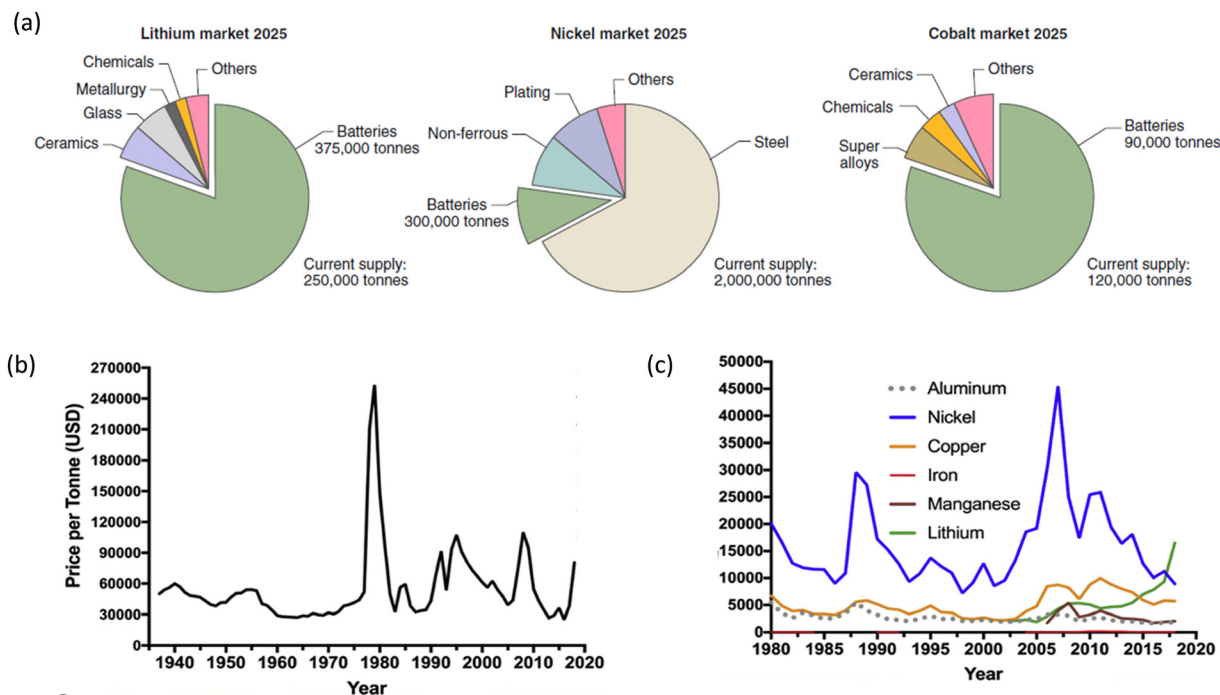 (a)
Lithium market 2025
Chemicals
Others
Metallurgy
Glass
Ceramics
Batteries
375,000 tonnes
Current supply:
250,000 tonnes
Nickel market 2025
Others
Plating
Non-ferrous
Steel
Batteries
300,000 tonnes
Current supply:
2,000,000 tonnes
Cobalt market 2025
Ceramics
Others
Chemicals
Super
alloys
Batteries
90,000 tonnes
Current supply:
120,000 tonnes
(b)
Price per Tonne (USD)
270000
240000
210000
180000
150000
120000
90000
60000
30000
0
1940 1950 1960 1970 1980 1990 2000 2010 2020
Year
(c)
50000
45000
40000
35000
30000
25000
20000
15000
10000
5000
0
Aluminum
Nickel
Copper
Iron
Manganese
Lithium
1980 1985 1990 1995 2000 2005 2010 2015 2020
Year